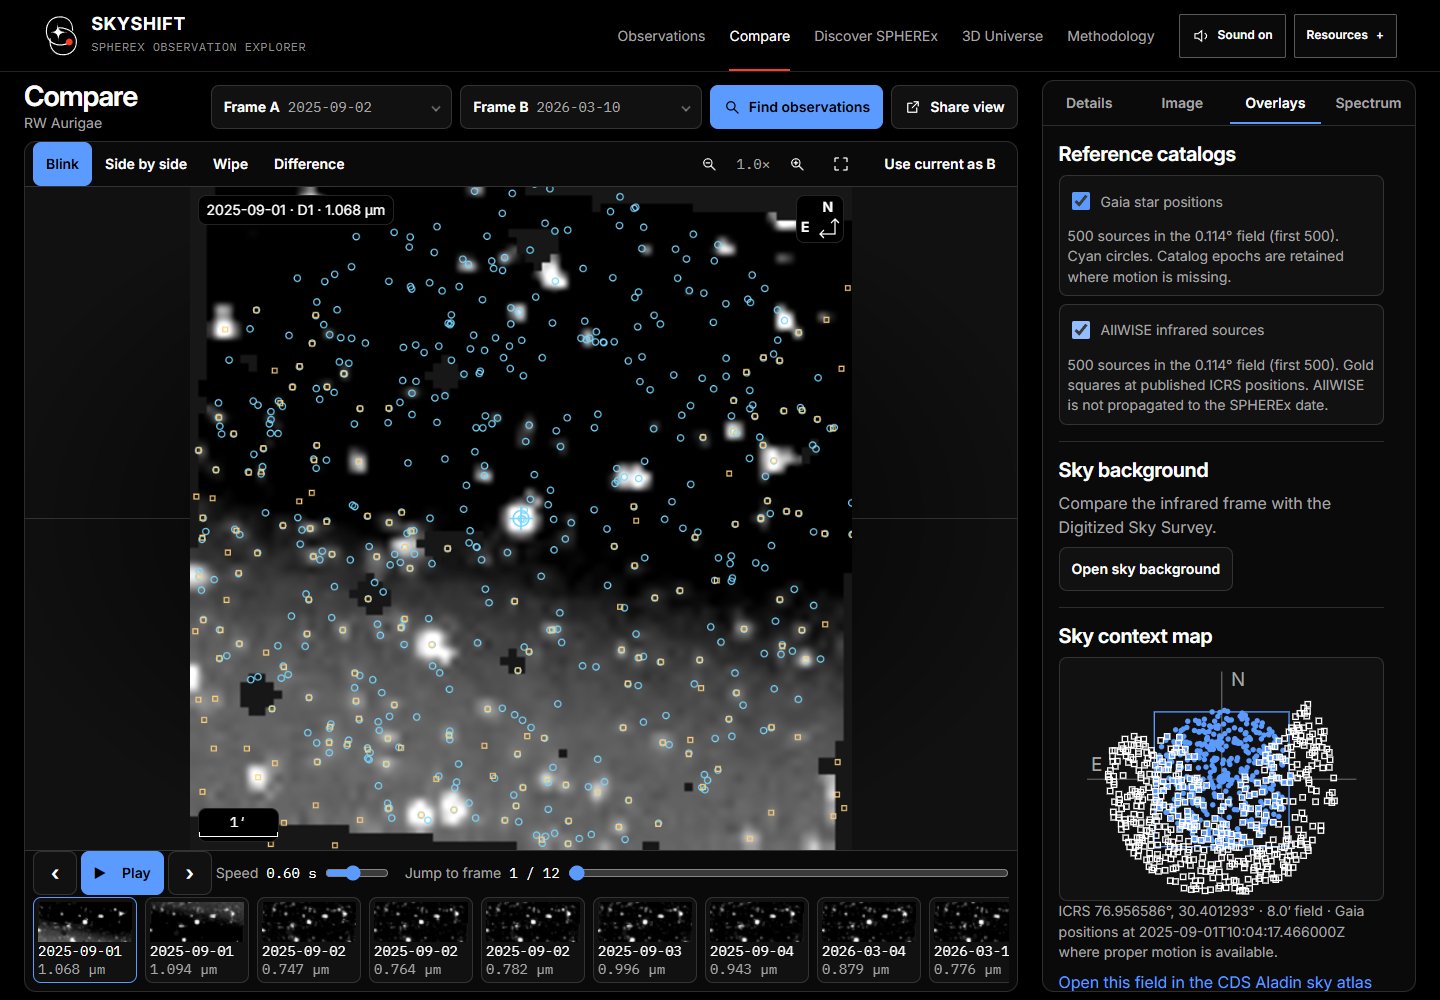 SKYSHIFT
SPHEREX OBSERVATION EXPLORER
Observations
Compare
Discover SPHEREx
3D Universe
Methodology
Sound on
Resources +
Compare
RW Aurigae
Frame A 2025-09-02
Frame B 2026-03-10
Find observations
Share view
Blink
Side by side
Wipe
Difference
1.0×
Use current as B
2025-09-01 · D1 · 1.068 µm
N
E
1′
Play
Speed 0.60 s
Jump to frame 1 / 12
2025-09-01
1.068 µm
2025-09-01
1.094 µm
2025-09-02
0.747 µm
2025-09-02
0.764 µm
2025-09-02
0.782 µm
2025-09-03
0.996 µm
2025-09-04
0.943 µm
2026-03-04
0.879 µm
2026-03-1
0.776 µm
Details
Image
Overlays
Spectrum
Reference catalogs
Gaia star positions
500 sources in the 0.114° field (first 500).
Cyan circles. Catalog epochs are retained
where motion is missing.
AllWISE infrared sources
500 sources in the 0.114° field (first 500). Gold
squares at published ICRS positions. AllWISE
is not propagated to the SPHEREx date.
Sky background
Compare the infrared frame with the
Digitized Sky Survey.
Open sky background
Sky context map
N
E
ICRS 76.956586°, 30.401293° · 8.0′ field · Gaia
positions at 2025-09-01T10:04:17.466000Z
where proper motion is available.
Open this field in the CDS Aladin sky atlas